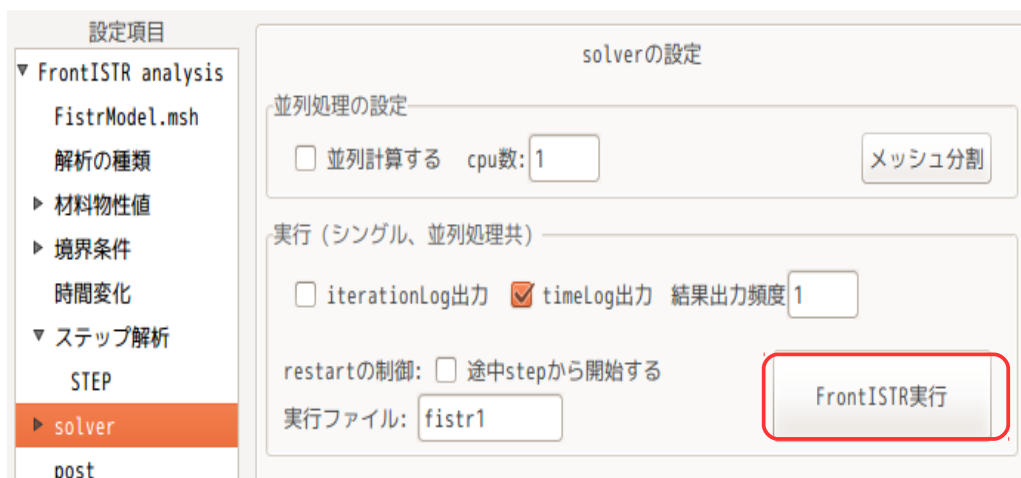 設定項目
FrontISTR analysis
FistrModel.msh
解析の種類
材料物性値
境界条件
時間変化
ステップ解析
STEP
solver
post
solverの設定
並列処理の設定
並列計算する cpu数: 1 メッシュ分割
実行 (シングル、並列処理共)
iterationLog出力 timeLog出力 結果出力頻度 1
restartの制御: 途中stepから開始する
実行ファイル: fistr1
FrontISTR実行